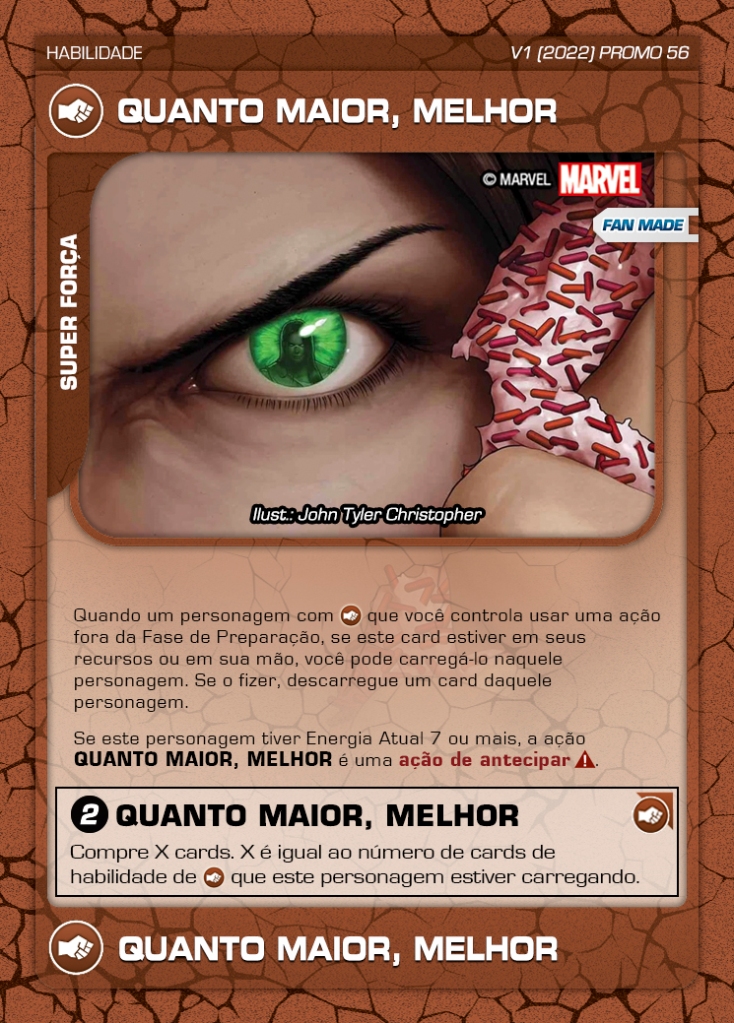 HABILIDADE
V1 (2022) PROMO 56
QUANTO MAIOR, MELHOR
© MARVEL MARVEL
FAN MADE
SUPER FORÇA
Ilust.: John Tyler Christopher
Quando um personagem com que você controla usar uma ação
fora da Fase de Preparação, se este card estiver em seus
recursos ou em sua mão, você pode carregá-lo naquele
personagem. Se o fizer, descarregue um card daquele
personagem.
Se este personagem tiver Energia Atual 7 ou mais, a ação
QUANTO MAIOR, MELHOR é uma ação de antecipar .
2 QUANTO MAIOR, MELHOR
Compre X cards. X é igual ao número de cards de
habilidade de que este personagem estiver carregando.
QUANTO MAIOR, MELHOR